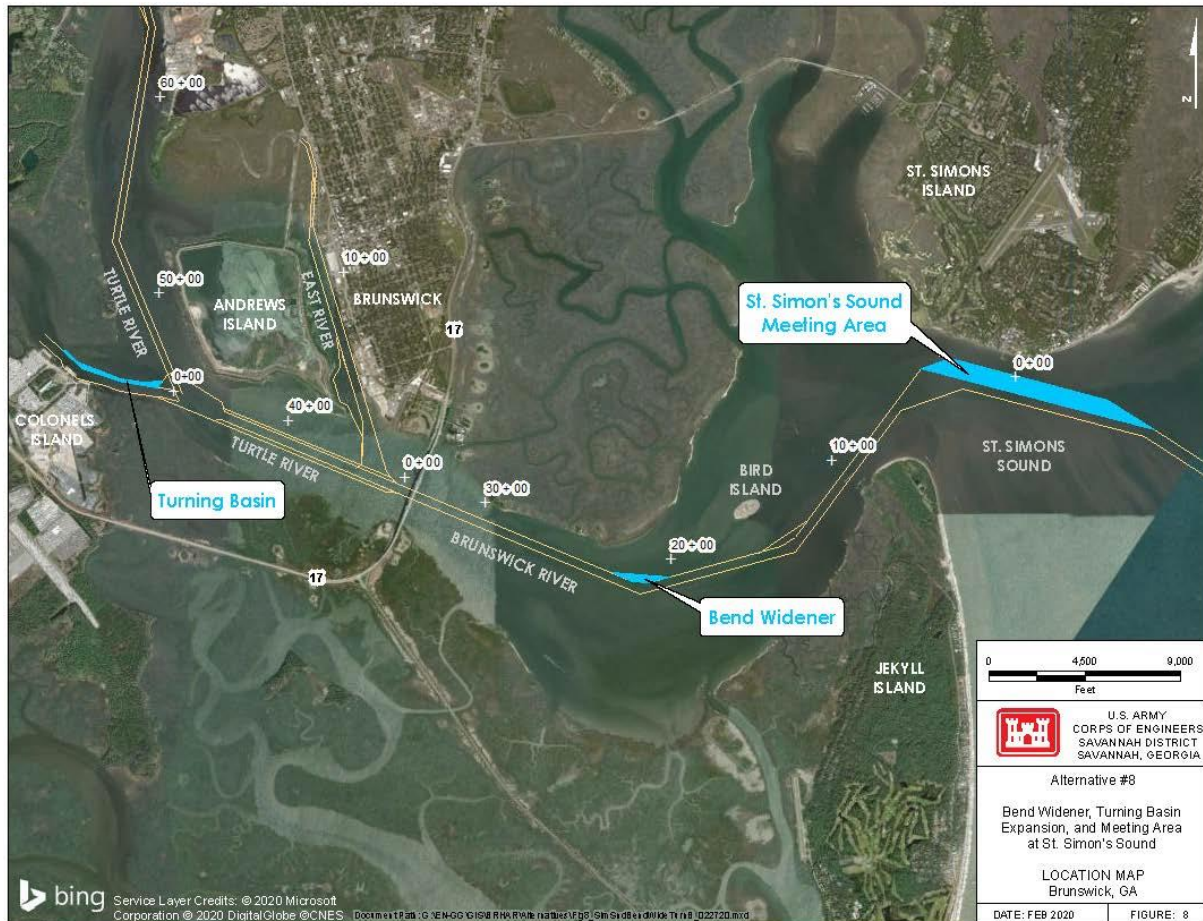 60+00
ST. SIMONS
ISLAND
N
TURTLE RIVER
50+00
ANDREWS
ISLAND
EAST RIVER
10+00
BRUNSWICK
17
St. Simon's Sound
Meeting Area
0+00
0+00
COLONELS
ISLAND
40+00
TURTLE RIVER
Turning Basin
0+00
30+00
10+00
ST. SIMONS
SOUND
BIRD
ISLAND
20+00
BRUNSWICK RIVER
17
Bend Widener
JEKYLL
ISLAND
0 4,500 9,000
Feet
U.S. ARMY
CORPS OF ENGINEERS
SAVANNAH DISTRICT
SAVANNAH, GEORGIA
Alternative #8
Bend Widener, Turning Basin
Expansion, and Meeting Area
at St. Simon's Sound
LOCATION MAP
Brunswick, GA
DATE: FEB 2020 FIGURE: 8
bing
Service Layer Credits: © 2020 Microsoft
Corporation © 2020 DigitalGlobe ©CNES
Document Path: